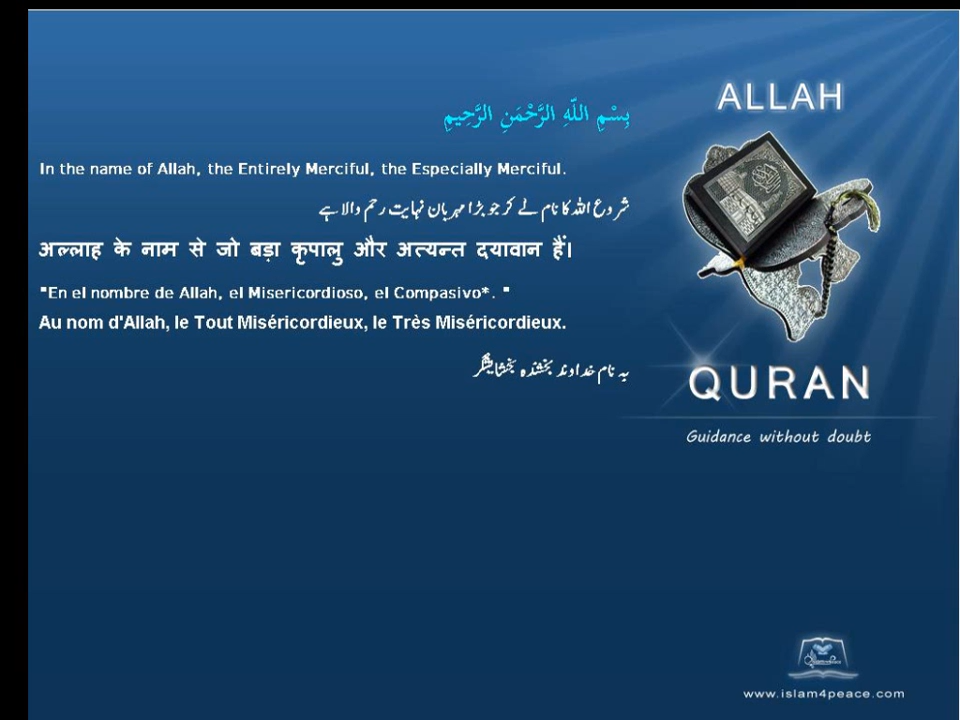 بِسْمِ اللّهِ الرَّحْمَنِ الرَّحِيمِ
In the name of Allah, the Entirely Merciful, the Especially Merciful.
شروع الله کا نام لے کر جو بڑا مہربان نہایت رحم والا ہے
अल्लाह के नाम से जो बड़ा कृपालु और अत्यन्त दयावान हैं।
"En el nombre de Allah, el Misericordioso, el Compasivo*. "
Au nom d'Allah, le Tout Miséricordieux, le Très Miséricordieux.
به نام خداوند بخشنده بخشایشگر
ALLAH
QURAN
Guidance without doubt
www.islam4peace.com